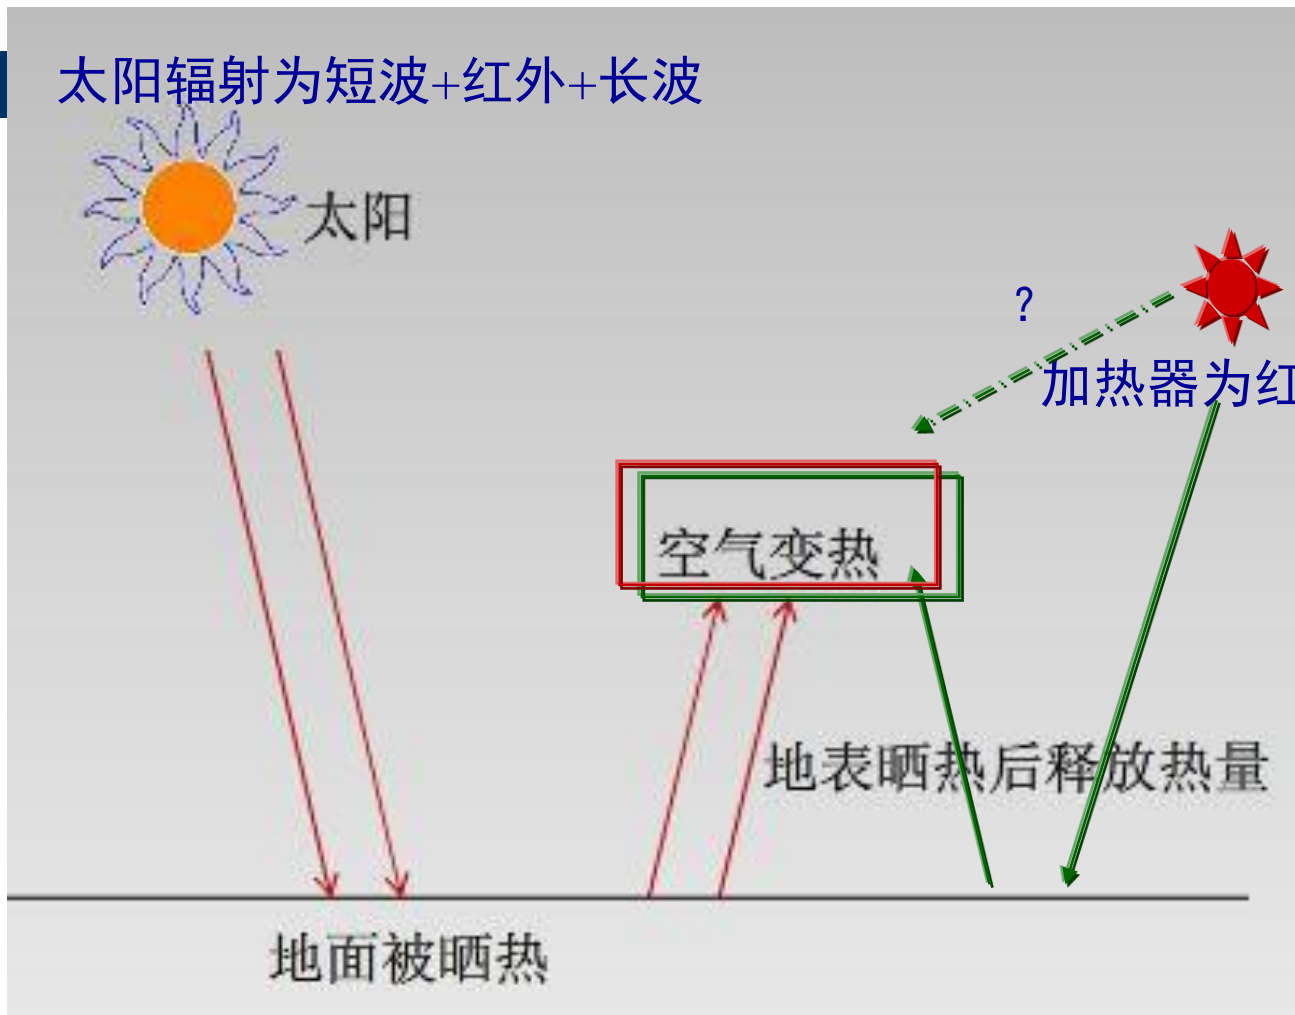 太阳辐射为短波+红外+长波
太阳
?
加热器为红
空气变热
地表晒热后释放热量
地面被晒热